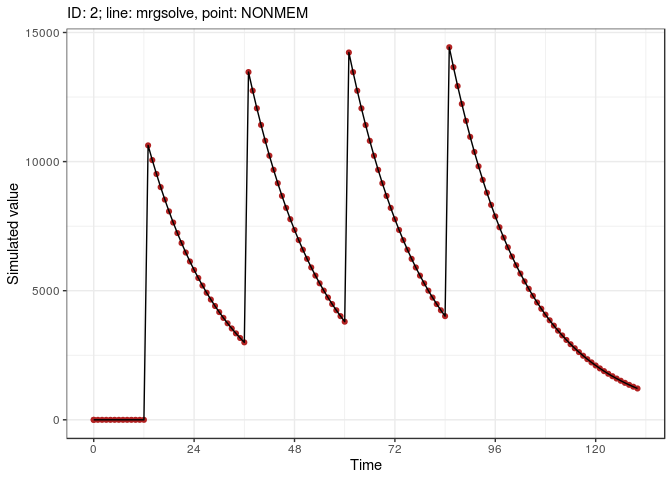 ID: 2; line: mrgsolve, point: NONMEM
15000
10000
5000
0
0 24 48 72 96 120
Simulated value
Time